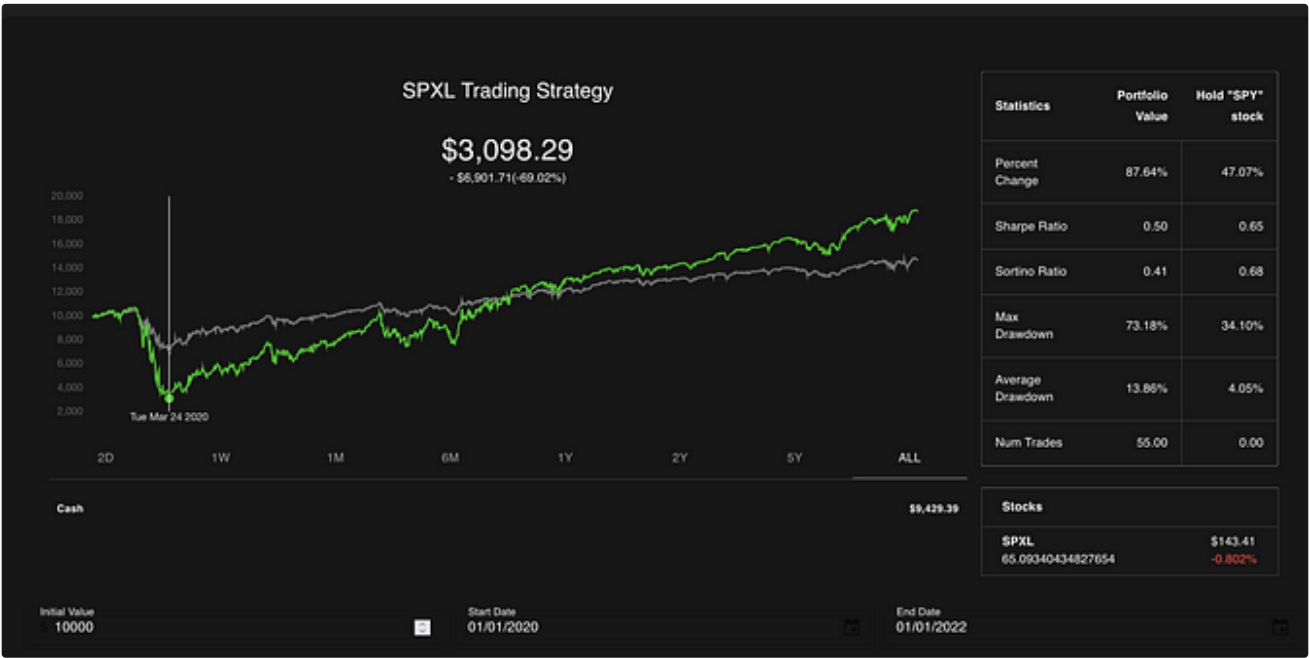 SPXL Trading Strategy
$3,098.29
- $6,901.71(-69.02%)
20,000
18,000
16,000
14,000
12,000
10,000
8,000
6,000
4,000
2,000
Tue Mar 24 2020
2D 1W 1M 6M 1Y 2Y 5Y ALL
Cash $9,429.39
Statistics Portfolio Value Hold "SPY" stock
Percent Change 87.64% 47.07%
Sharpe Ratio 0.50 0.65
Sortino Ratio 0.41 0.68
Max Drawdown 73.18% 34.10%
Average Drawdown 13.86% 4.05%
Num Trades 55.00 0.00
Stocks
SPXL $143.41
65.09340434827654 -0.802%
Initial Value
$ 10000
Start Date
01/01/2020
End Date
01/01/2022